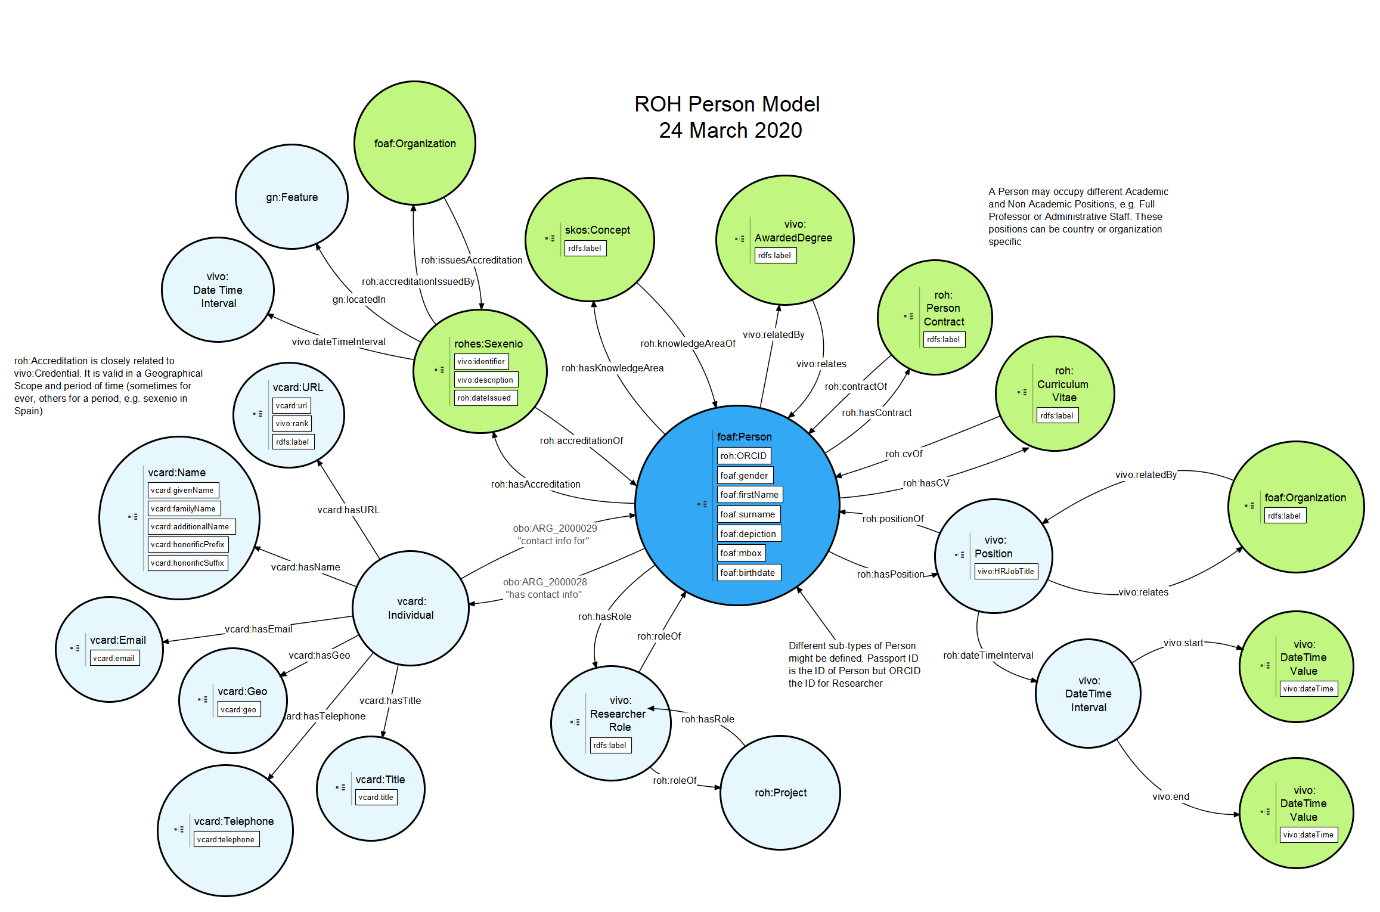 ROH Person Model
24 March 2020
foaf:Organization
gn:Feature
vivo:
Date Time
Interval
roh:issuesAccreditation
roh:accreditationIssuedBy
gn:locatedIn
vivo:dateTimeInterval
skos:Concept
rdfs:label
vivo:
AwardedDegree
rdfs:label
A Person may occupy different Academic
and Non Academic Positions, e.g. Full
Professor or Administrative Staff. These
positions can be country or organization
specific
roh:
Person
Contract
rdfs:label
rohes:Sexenio
vivo:identifier
vivo:description
roh:dateIssued
roh:knowledgeAreaOf
roh:hasKnowledgeArea
vivo:relatedBy
vivo:relates
roh:contractOf
roh:hasContract
roh:
Curriculum
Vitae
rdfs:label
roh:Accreditation is closely related to
vivo:Credential. It is valid in a Geographical
Scope and period of time (sometimes for
ever, others for a period, e.g. sexenio in
Spain)
vcard:URL
vcard:url
vivo:rank
rdfs:label
roh:accreditationOf
roh:hasAccreditation
foaf:Person
roh:ORCID
foaf:gender
foaf:firstName
foaf:surname
foaf:depiction
foaf:mbox
foaf:birthdate
roh:cvOf
roh:hasCV
vcard:Name
vcard:givenName
vcard:familyName
vcard:additionalName
vcard:honorificPrefix
vcard:honorificSuffix
vcard:hasURL
vcard:hasName
obo:ARG_2000029
"contact info for"
obo:ARG_2000028
"has contact info"
roh:positionOf
roh:hasPosition
vivo:
Position
vivo:HRJobTitle
vivo:relatedBy
vivo:relates
foaf:Organization
rdfs:label
vcard:
Individual
vcard:Email
vcard:email
vcard:hasEmail
vcard:hasGeo
vcard:Geo
vcard:geo
card:hasTelephone
vcard:hasTitle
vcard:Title
vcard:title
vcard:Telephone
vcard:telephone
roh:hasRole
roh:roleOf
Different sub-types of Person
might be defined. Passport ID
is the ID of Person but ORCID
the ID for Researcher
vivo:
Researcher
Role
rdfs:label
roh:hasRole
roh:roleOf
roh:Project
roh:dateTimeInterval
vivo:
DateTime
Interval
vivo:start
vivo:
DateTime
Value
vivo:dateTime
vivo:end
vivo:
DateTime
Value
vivo:dateTime